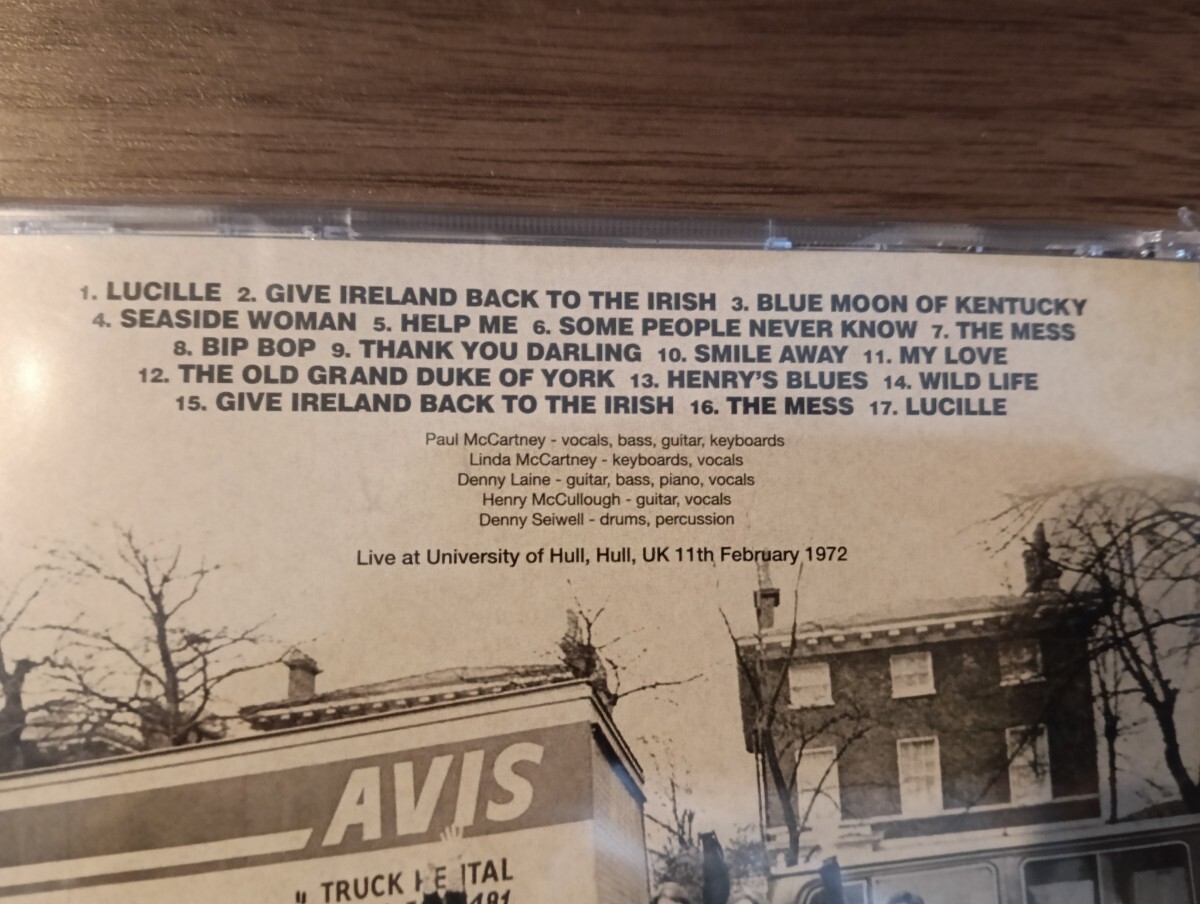 1. LUCILLE 2. GIVE IRELAND BACK TO THE IRISH 3. BLUE MOON OF KENTUCKY
4. SEASIDE WOMAN 5. HELP ME 6. SOME PEOPLE NEVER KNOW 7. THE MESS
8. BIP BOP 9. THANK YOU DARLING 10. SMILE AWAY 11. MY LOVE
12. THE OLD GRAND DUKE OF YORK 13. HENRY'S BLUES 14. WILD LIFE
15. GIVE IRELAND BACK TO THE IRISH 16. THE MESS 17. LUCILLE
Paul McCartney - vocals, bass, guitar, keyboards
Linda McCartney - keyboards, vocals
Denny Laine - guitar, bass, piano, vocals
Henry McCullough - guitar, vocals
Denny Seiwell - drums, percussion
Live at University of Hull, Hull, UK 11th February 1972
AVIS
TRUCK